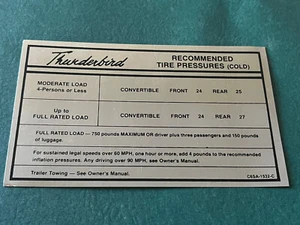 Thunderbird
RECOMMENDED
TIRE PRESSURES (COLD)
MODERATE LOAD
4-Persons or Less
CONVERTIBLE FRONT 24 REAR 25
Up to
FULL RATED LOAD
CONVERTIBLE FRONT 24 REAR 27
FULL RATED LOAD — 750 pounds MAXIMUM OR driver plus three passengers and 150 pounds
of luggage.
For sustained legal speeds over 60 MPH, one hour or more, add 4 pounds to the recommended
inflation pressures. Any driving over 90 MPH, see Owner's Manual.
Trailer Towing — See Owner's Manual.
C6SA-1532-C